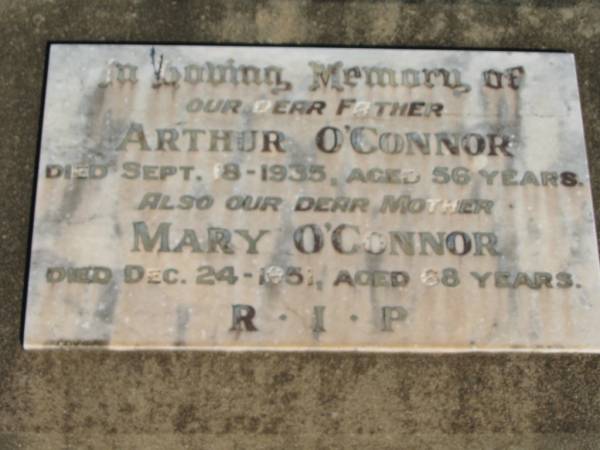 In Loving Memory of
OUR DEAR FATHER
ARTHUR O'CONNOR
DIED SEPT. 18-1935, AGED 56 YEARS.
ALSO OUR DEAR MOTHER
MARY O'CONNOR
DIED DEC. 24-1951, AGED 68 YEARS.
R · I · P